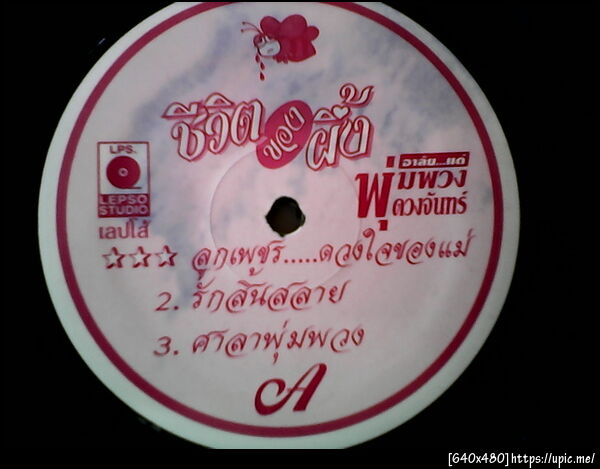 ชีวิต
ของ
ผึ้ง
LPS.
LEPSO
STUDIO
เลปโส้
อาลัย...แด่
พุ่มพวง
ดวงจันทร์
☆☆☆ ลูกเพชร.....ดวงใจของแม่
2. รักสิ้นสลาย
3. ศาลาพุ่มพวง
A
[640x480]https://upic.me/